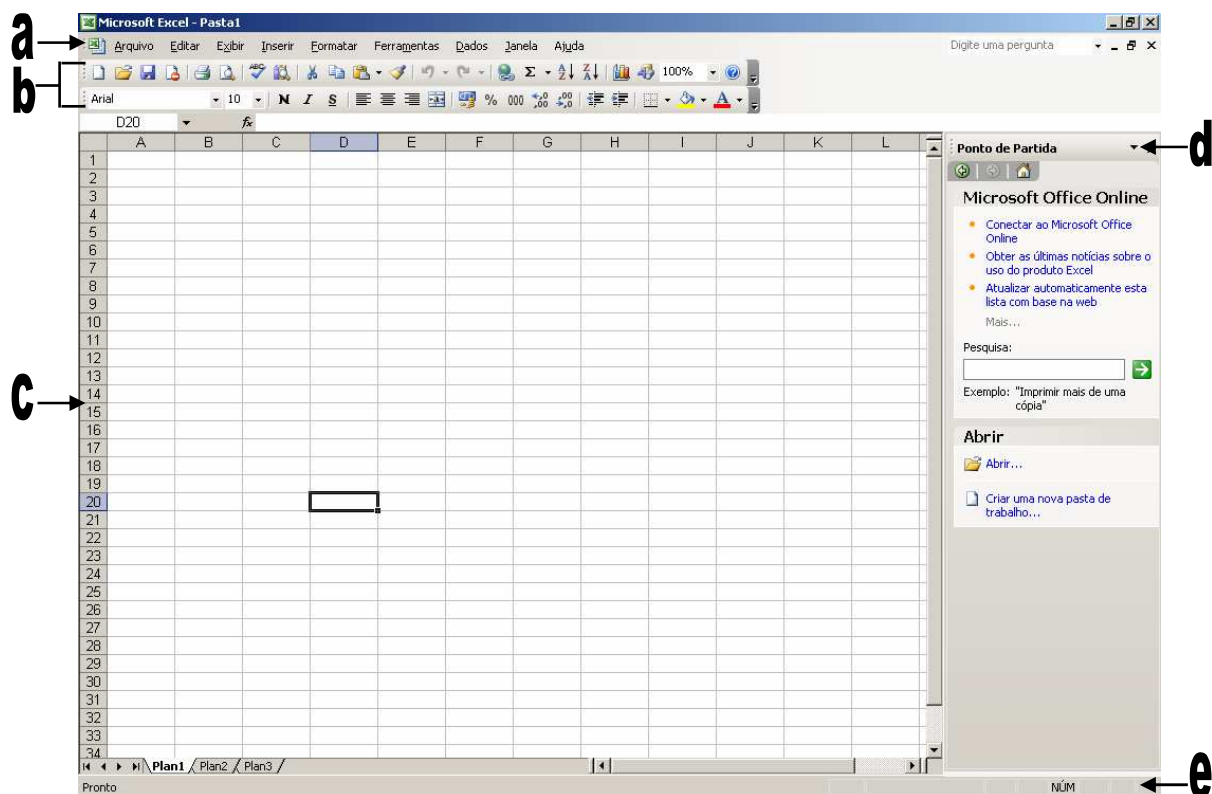 Microsoft Excel - Pasta1
a
Arquivo Editar Exibir Inserir Formatar Ferramentas Dados Janela Ajuda Digite uma pergunta
b
ABC Σ A Z Z A 100% ?
Arial 10 N I S % 000 ,0 ,00 ,00 ,0 A
D20 fx
A B C D E F G H I J K L
1
2
3
4
5
6
7
8
9
10
11
12
13
14
15
16
17
18
19
20
21
22
23
24
25
26
27
28
29
30
31
32
33
34
c
Ponto de Partida
d
Microsoft Office Online
Conectar ao Microsoft Office
Online
Obter as últimas notícias sobre o
uso do produto Excel
Atualizar automaticamente esta
lista com base na web
Mais...
Pesquisa:
Exemplo: "Imprimir mais de uma
cópia"
Abrir
Abrir...
Criar uma nova pasta de
trabalho...
Plan1 Plan2 Plan3
Pronto NÚM
e